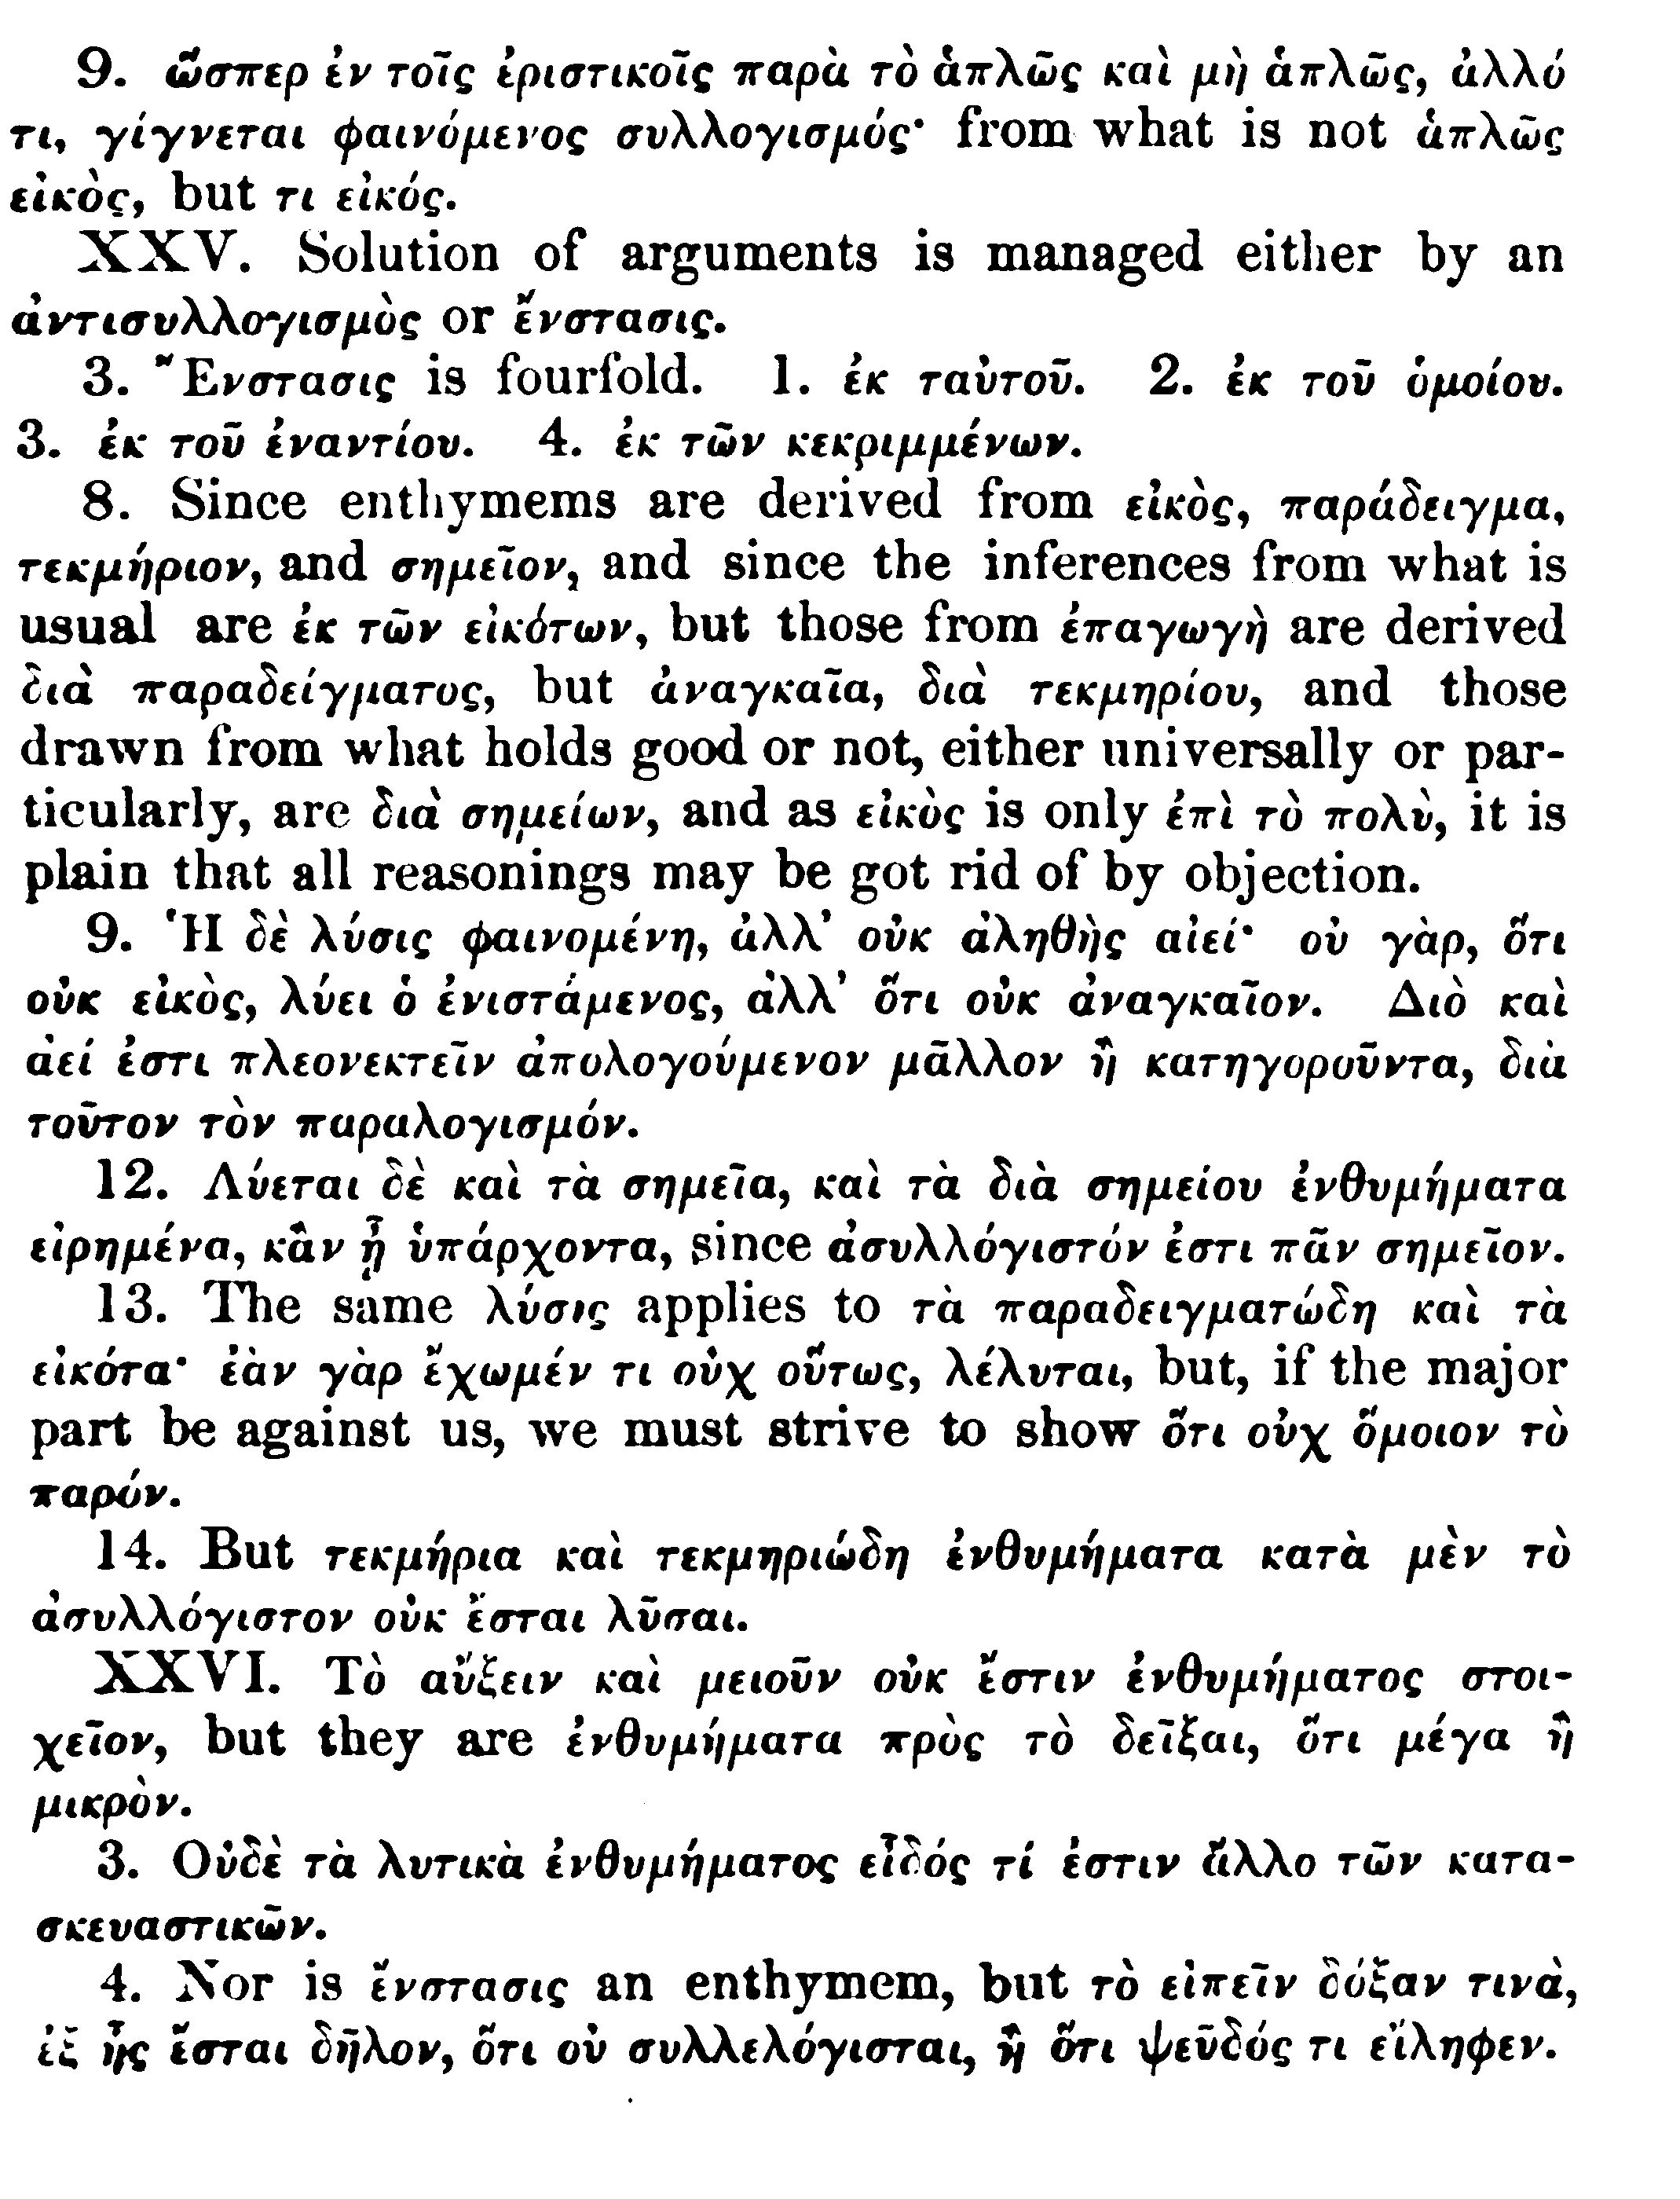 9. ὥσπερ ἐν τοῖς ἐριστικοῖς παρὰ τὸ ἁπλῶς καὶ μὴ ἁπλῶς, ἀλλό
τι, γίγνεται φαινόμενος συλλογισμός· from what is not ἁπλῶς
εἰκὸς, but τι εἰκός.
XXV. Solution of arguments is managed either by an
ἀντισυλλογισμὸς or ἔνστασις.
3. Ἔνστασις is fourfold. 1. ἐκ ταὐτοῦ. 2. ἐκ τοῦ ὁμοίου.
3. ἐκ τοῦ ἐναντίου. 4. ἐκ τῶν κεκριμμένων.
8. Since enthymems are derived from εἰκὸς, παράδειγμα,
τεκμήριον, and σημεῖον, and since the inferences from what is
usual are ἐκ τῶν εἰκότων, but those from ἐπαγωγὴ are derived
διὰ παραδείγματος, but ἀναγκαῖα, διὰ τεκμηρίου, and those
drawn from what holds good or not, either universally or par-
ticularly, are διὰ σημείων, and as εἰκὸς is only ἐπὶ τὸ πολὺ, it is
plain that all reasonings may be got rid of by objection.
9. Ἡ δὲ λύσις φαινομένη, ἀλλ’ οὐκ ἀληθὴς αἰεί· οὐ γὰρ, ὅτι
οὐκ εἰκὸς, λύει ὁ ἐνιστάμενος, ἀλλ’ ὅτι οὐκ ἀναγκαῖον. Διὸ καὶ
ἀεί ἐστι πλεονεκτεῖν ἀπολογούμενον μᾶλλον ἢ κατηγοροῦντα, διὰ
τοῦτον τὸν παραλογισμόν.
12. Λύεται δὲ καὶ τὰ σημεῖα, καὶ τὰ διὰ σημείου ἐνθυμήματα
εἰρημένα, κἂν ᾖ ὑπάρχοντα, since ἀσυλλόγιστόν ἐστι πᾶν σημεῖον.
13. The same λύσις applies to τὰ παραδειγματώδη καὶ τὰ
εἰκότα· ἐὰν γὰρ ἔχωμέν τι οὐχ οὕτως, λέλυται, but, if the major
part be against us, we must strive to show ὅτι οὐχ ὅμοιον τὸ
παρόν.
14. But τεκμήρια καὶ τεκμηριώδη ἐνθυμήματα κατὰ μὲν τὸ
ἀσυλλόγιστον οὐκ ἔσται λῦσαι.
XXVI. Τὸ αὔξειν καὶ μειοῦν οὐκ ἔστιν ἐνθυμήματος στοι-
χεῖον, but they are ἐνθυμήματα πρὸς τὸ δεῖξαι, ὅτι μέγα ἢ
μικρὸν.
3. Οὐδὲ τὰ λυτικὰ ἐνθυμήματος εἶδός τί ἐστιν ἄλλο τῶν κατα-
σκευαστικῶν.
4. Nor is ἔνστασις an enthymem, but τὸ εἰπεῖν δόξαν τινὰ,
ἐξ ἧς ἔσται δῆλον, ὅτι οὐ συλλελόγισται, ἢ ὅτι ψεῦδός τι εἴληφεν.